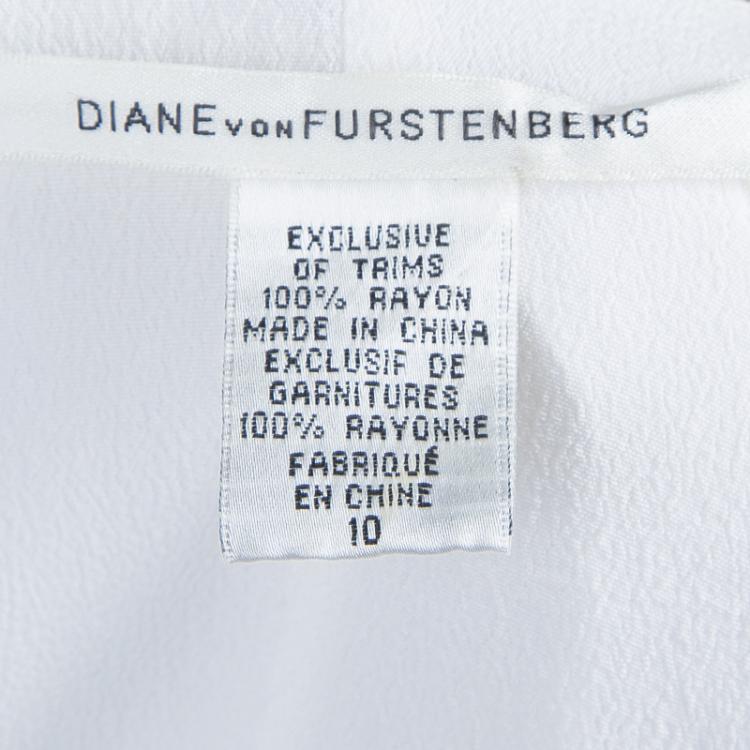 DIANE von FURSTENBERG
EXCLUSIVE
OF TRIMS
100% RAYON
MADE IN CHINA
EXCLUSIF DE
GARNITURES
100% RAYONNE
FABRIQUÉ
EN CHINE
10